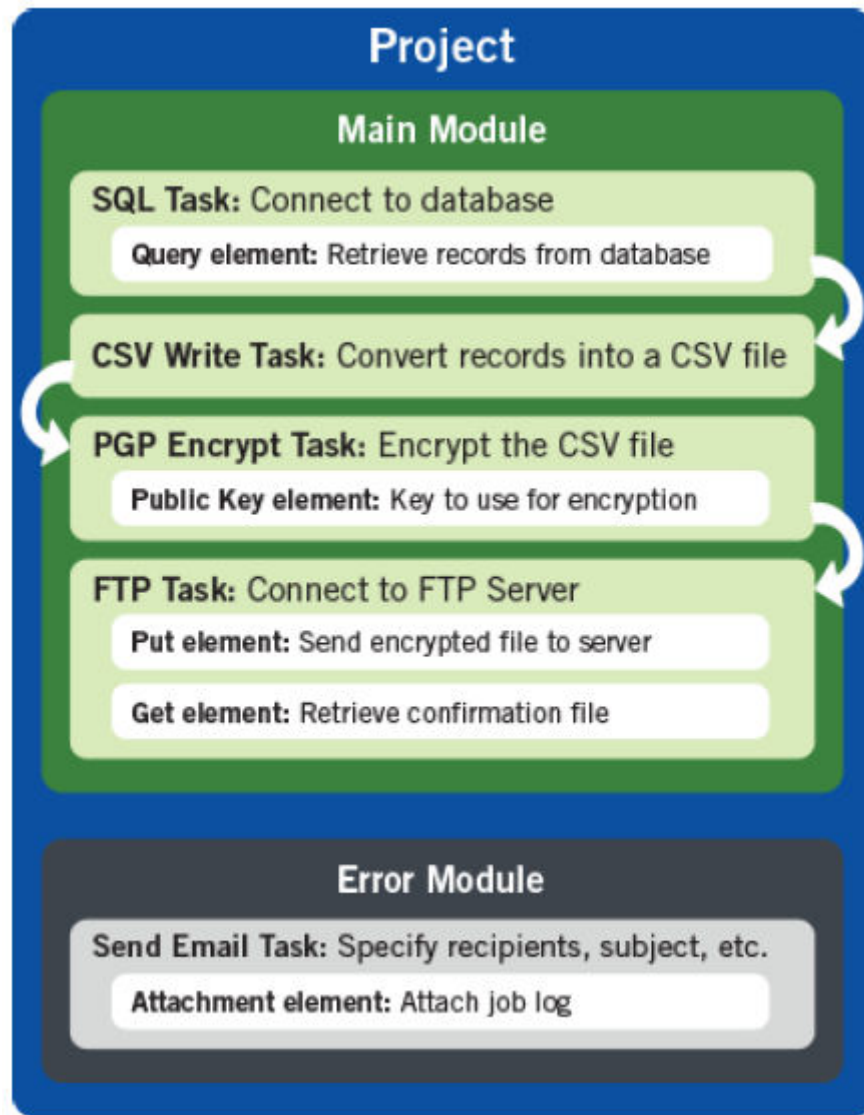 Project
Main Module
SQL Task: Connect to database
Query element: Retrieve records from database
CSV Write Task: Convert records into a CSV file
PGP Encrypt Task: Encrypt the CSV file
Public Key element: Key to use for encryption
FTP Task: Connect to FTP Server
Put element: Send encrypted file to server
Get element: Retrieve confirmation file
Error Module
Send Email Task: Specify recipients, subject, etc.
Attachment element: Attach job log